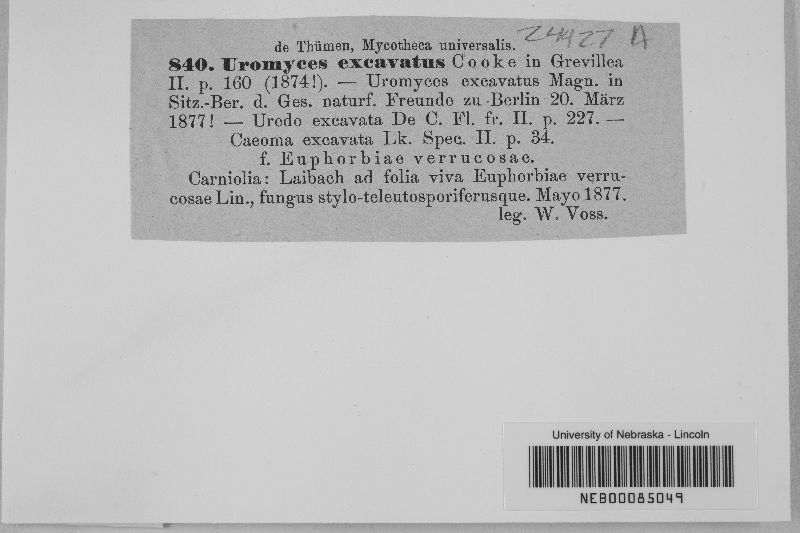 24427 A
de Thümen, Mycotheca universalis.
840. Uromyces excavatus Cooke in Grevillea
II. p. 160 (1874!). — Uromyces excavatus Magn. in
Sitz.-Ber. d. Ges. naturf. Freunde zu Berlin 20. März
1877! — Uredo excavata De C. Fl. fr. II. p. 227. —
Caeoma excavata Lk. Spec. II. p. 34.
f. Euphorbiae verrucosae.
Carniolia: Laibach ad folia viva Euphorbiae verru-
cosae Lin., fungus stylo-teleutosporiferusque. Mayo 1877.
leg. W. Voss.
University of Nebraska - Lincoln
NEB00085049